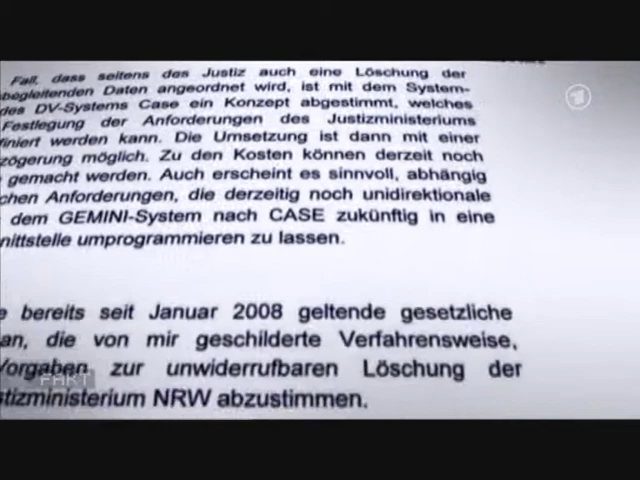 Fall, dass seitens des Justiz auch eine Löschung der
begleitenden Daten angeordnet wird, ist mit dem System-
des DV-Systems Case ein Konzept abgestimmt, welches
Festlegung der Anforderungen des Justizministeriums
finiert werden kann. Die Umsetzung ist dann mit einer
zögerung möglich. Zu den Kosten können derzeit noch
gemacht werden. Auch erscheint es sinnvoll, abhängig
chen Anforderungen, die derzeitig noch unidirektionale
dem GEMINI-System nach CASE zukünftig in eine
nittstelle umprogrammieren zu lassen.
e bereits seit Januar 2008 geltende gesetzliche
an, die von mir geschilderte Verfahrensweise,
Vorgaben zur unwiderrufbaren Löschung der
FAKT
stizministerium NRW abzustimmen.
1